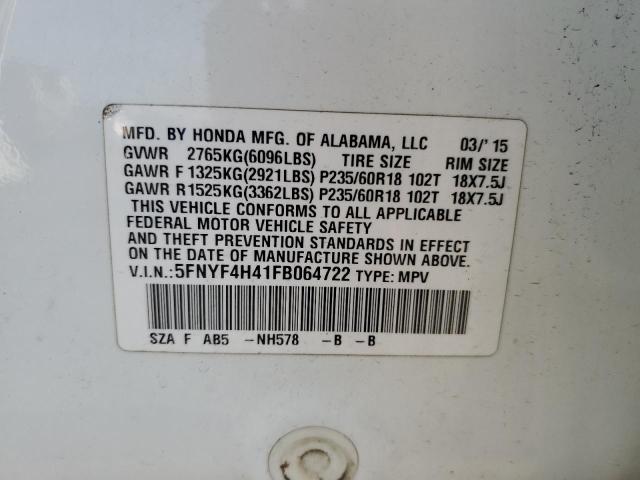 MFD. BY HONDA MFG. OF ALABAMA, LLC 03/'15
GVWR 2765KG(6096LBS) TIRE SIZE RIM SIZE
GAWR F 1325KG(2921LBS) P235/60R18 102T 18X7.5J
GAWR R 1525KG(3362LBS) P235/60R18 102T 18X7.5J
THIS VEHICLE CONFORMS TO ALL APPLICABLE
FEDERAL MOTOR VEHICLE SAFETY
AND THEFT PREVENTION STANDARDS IN EFFECT
ON THE DATE OF MANUFACTURE SHOWN ABOVE.
V.I.N.:5FNYF4H41FB064722 TYPE: MPV
SZA F AB5 -NH578 -B -B